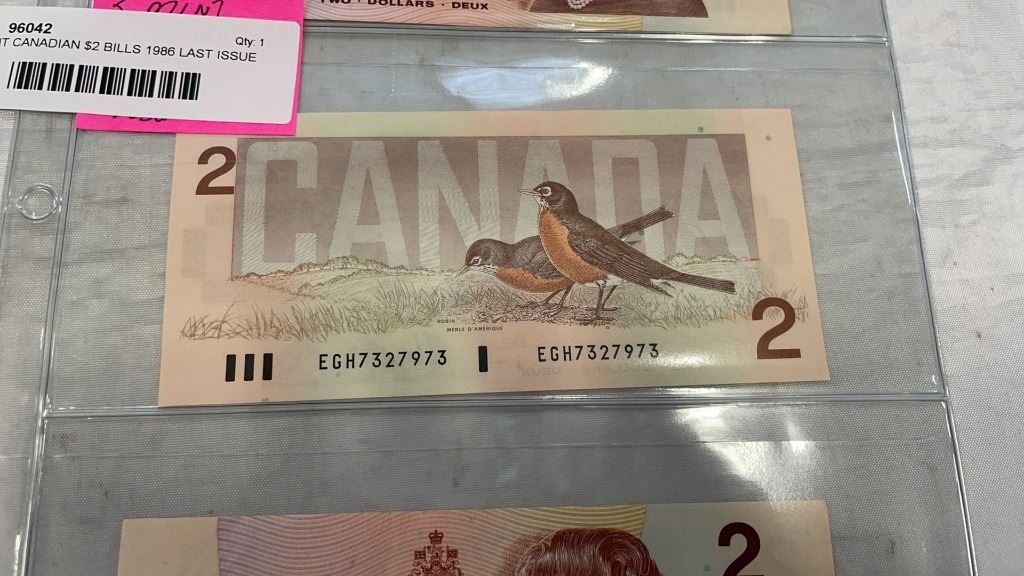 TWO · DOLLARS · DEUX
96042
Qty: 1
CANADIAN $2 BILLS 1986 LAST ISSUE
2
CANADA
ROBIN
MERLE D'AMÉRIQUE
2
EGH7327973
EGH7327973
2